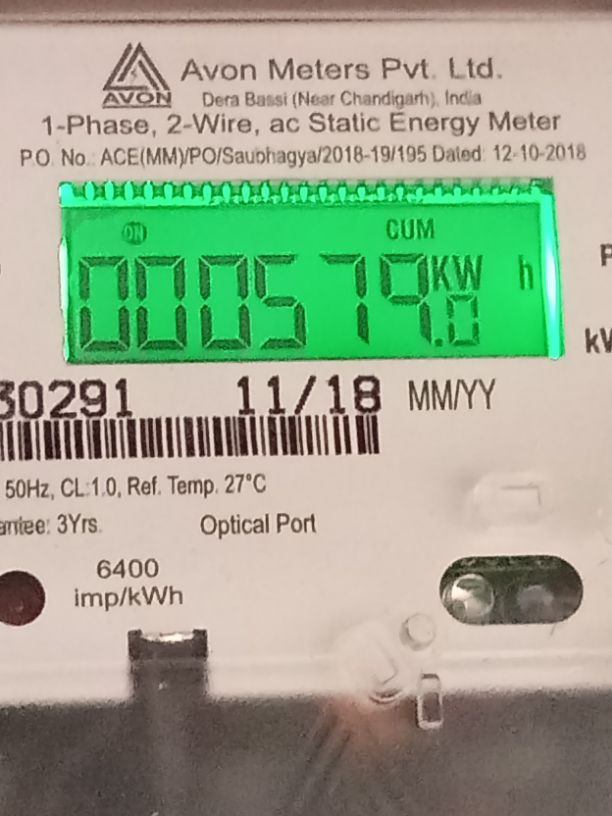 Avon Meters Pvt. Ltd.
AVON
Dera Bassi (Near Chandigarh), India
1-Phase, 2-Wire, ac Static Energy Meter
P.O. No.: ACE(MM)/PO/Saubhagya/2018-19/195 Dated: 12-10-2018
ON CUM
000579.0 KW h
30291 11/18 MM/YY
50Hz, CL:1.0, Ref. Temp. 27°C
3Yrs. Optical Port
6400
imp/kWh